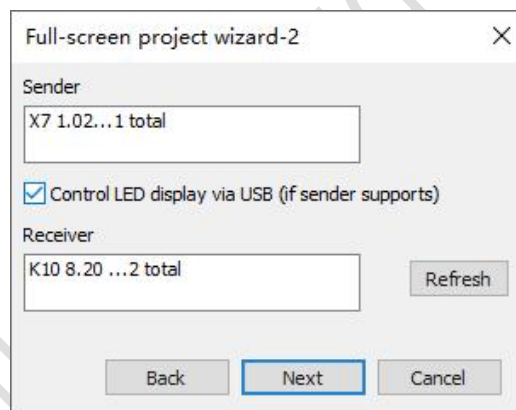 Full-screen project wizard-2
Sender
X7 1.02...1 total
Control LED display via USB (if sender supports)
Receiver
K10 8.20 ...2 total
Refresh
Back Next Cancel